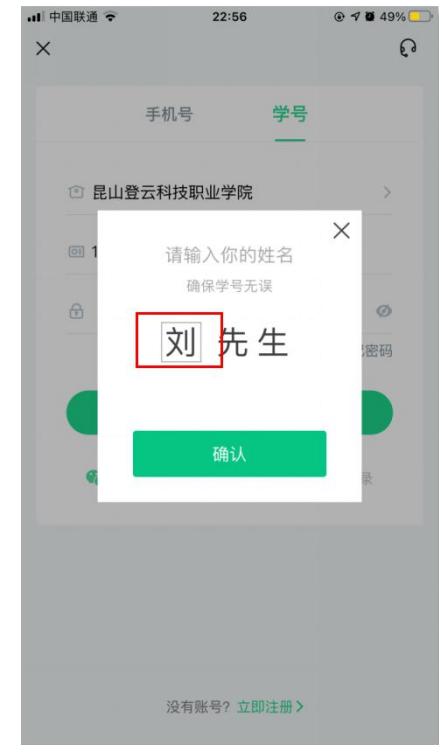 中国联通 22:56 49%
手机号 学号
昆山登云科技职业学院
1
请输入你的姓名
确保学号无误
刘 先生
密码
确认
录
没有账号? 立即注册